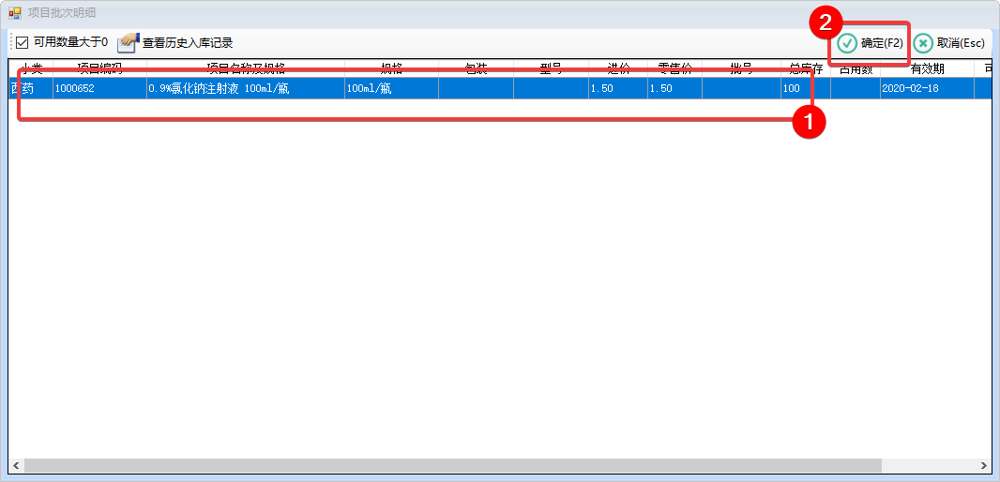 项目批次明细
可用数量大于0 查看历史入库记录 2 确定(F2) 取消(Esc)
小类 项目编码 项目名称及规格 规格 包装 型号 进价 零售价 批号 总库存 占用数 有效期 可
西药 1000652 0.9%氯化钠注射液 100ml/瓶 100ml/瓶 1.50 1.50 100 2020-02-18
1